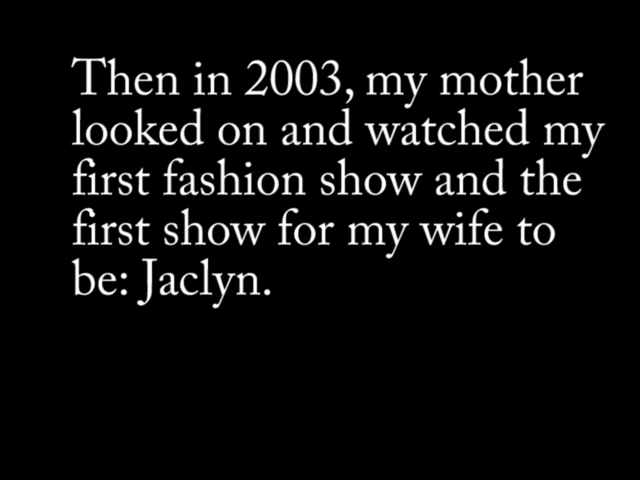 Then in 2003, my mother
looked on and watched my
first fashion show and the
first show for my wife to
be: Jaclyn.